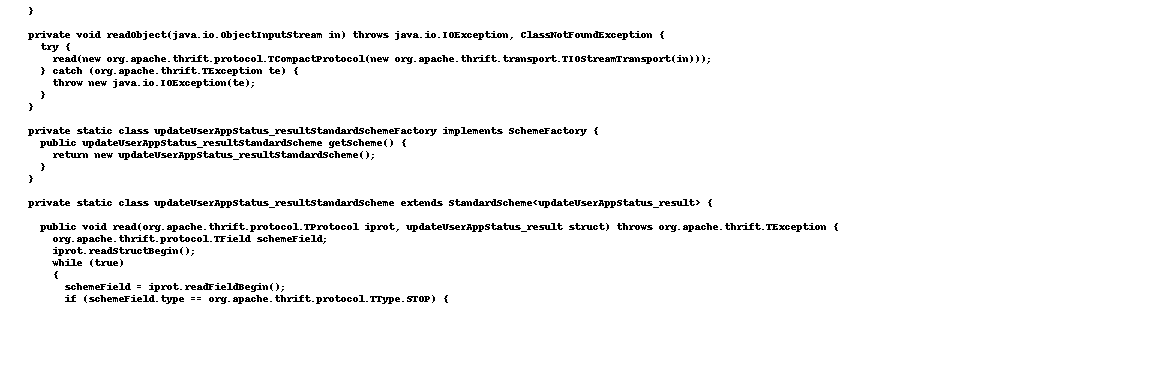 }

private void readObject(java.io.ObjectInputStream in) throws java.io.IOException, ClassNotFoundException {
  try {
    read(new org.apache.thrift.protocol.TCompactProtocol(new org.apache.thrift.transport.TIOStreamTransport(in)));
  } catch (org.apache.thrift.TException te) {
    throw new java.io.IOException(te);
  }
}

private static class updateUserAppStatus_resultStandardSchemeFactory implements SchemeFactory {
  public updateUserAppStatus_resultStandardScheme getScheme() {
    return new updateUserAppStatus_resultStandardScheme();
  }
}

private static class updateUserAppStatus_resultStandardScheme extends StandardScheme<updateUserAppStatus_result> {

  public void read(org.apache.thrift.protocol.TProtocol iprot, updateUserAppStatus_result struct) throws org.apache.thrift.TException {
    org.apache.thrift.protocol.TField schemeField;
    iprot.readStructBegin();
    while (true)
    {
      schemeField = iprot.readFieldBegin();
      if (schemeField.type == org.apache.thrift.protocol.TType.STOP) {